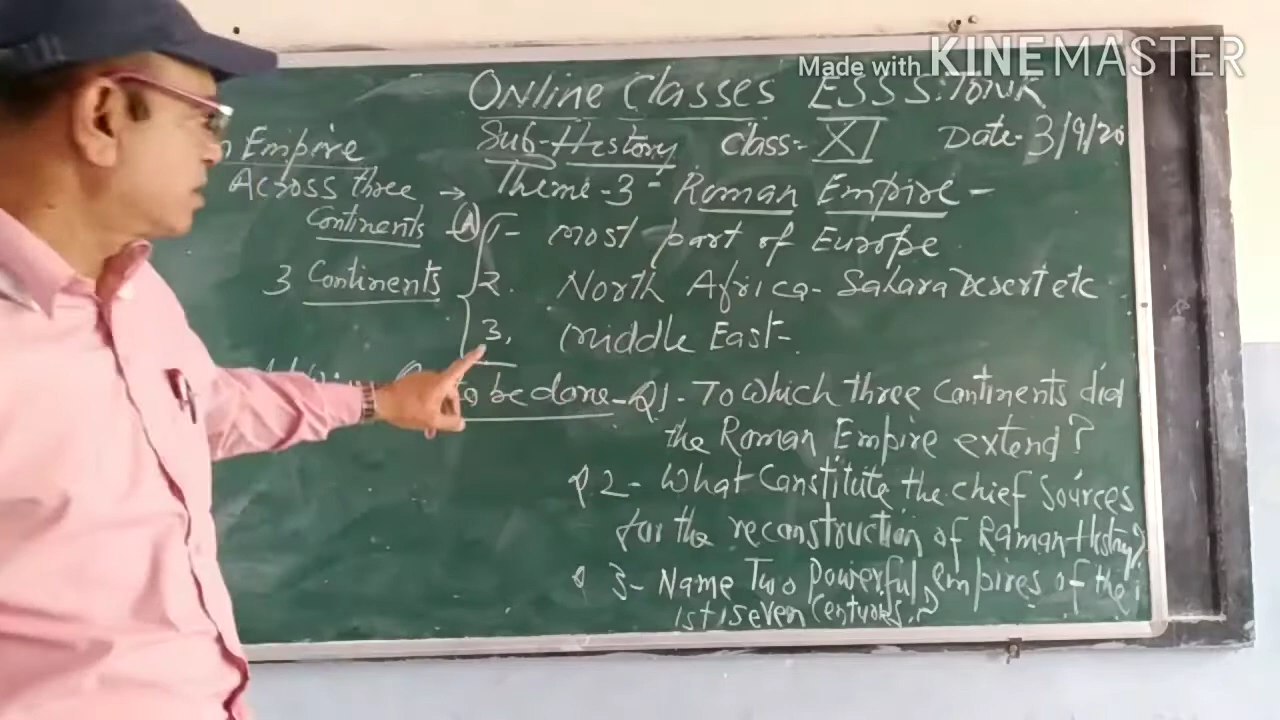 Made with KINEMASTER
Online Classes ESSS: TONK
Sub-History Class:- XI Date- 3/9/20
Empire
Across three → Theme-3- Roman Empire-
Continents (A) 1- most part of Europe
3 Continents 2. North Africa- Sahara Desert etc
3. Middle East-
to be done- Q1- To which three Continents did
the Roman Empire extend?
Q2- What Constitute the chief Sources
for the reconstruction of Raman History?
Q 3- Name Two Powerful empires of the
1st seven Centuries.?